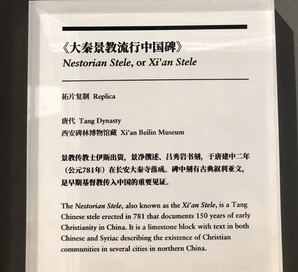 《大秦景教流行中国碑》
Nestorian Stele, or Xi'an Stele
拓片复制 Replica
唐代 Tang Dynasty
西安碑林博物馆藏 Xi'an Beilin Museum
景教传教士伊斯出资，景净撰述、吕秀岩书刻，于唐建中二年
（公元781年）在长安大秦寺落成。碑中刻有古典叙利亚文，
是早期基督教传入中国的重要见证。
The Nestorian Stele, also known as the Xi'an Stele, is a Tang
Chinese stele erected in 781 that documents 150 years of early
Christianity in China. It is a limestone block with text in both
Chinese and Syriac describing the existence of Christian
communities in several cities in northern China.